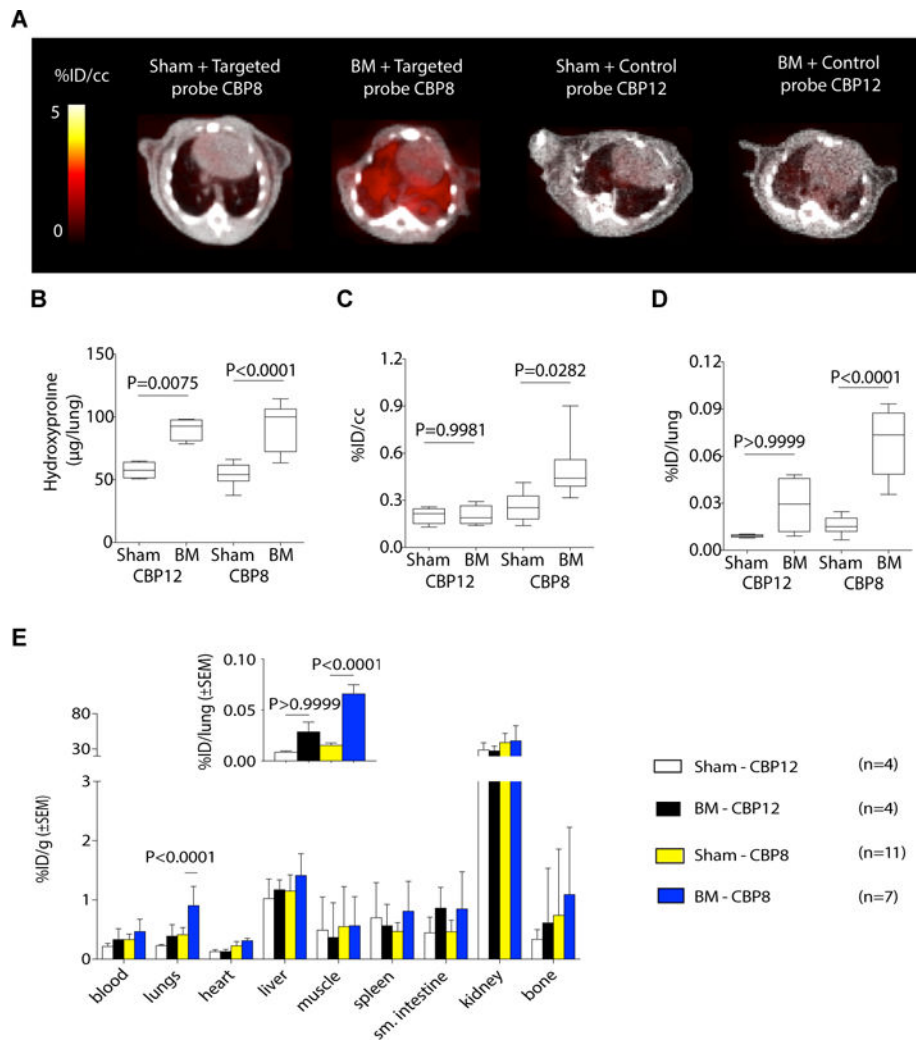 A
%ID/cc
5
0
Sham + Targeted
probe CBP8
BM + Targeted
probe CBP8
Sham + Control
probe CBP12
BM + Control
probe CBP12
B
Hydroxyproline
(µg/lung)
150
100
50
0
P=0.0075
P<0.0001
Sham BM Sham BM
CBP12 CBP8
C
%ID/cc
1.2
0.9
0.6
0.3
0.0
P=0.9981
P=0.0282
Sham BM Sham BM
CBP12 CBP8
D
%ID/lung
0.12
0.09
0.06
0.03
0.00
P>0.9999
P<0.0001
Sham BM Sham BM
CBP12 CBP8
E
%ID/lung (±SEM)
0.10
0.05
0.00
P>0.9999
P<0.0001
%ID/g (±SEM)
80
30
3
2
1
0
P<0.0001
blood
lungs
heart
liver
muscle
spleen
sm. intestine
kidney
bone
Sham - CBP12 (n=4)
BM - CBP12 (n=4)
Sham - CBP8 (n=11)
BM - CBP8 (n=7)